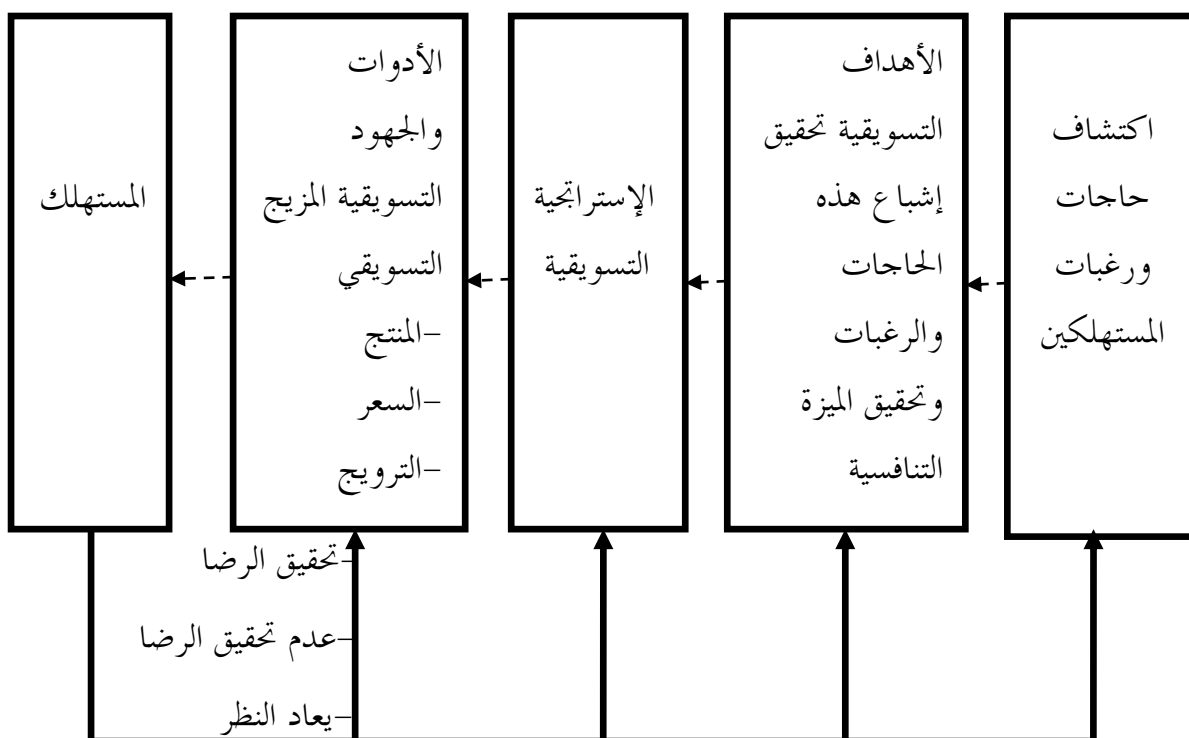 اكتشاف
حاجات
ورغبات
المستهلكين
الأهداف
التسويقية تحقيق
إشباع هذه
الحاجات
والرغبات
وتحقيق الميزة
التنافسية
الإستراتجية
التسويقية
الأدوات
والجهود
التسويقية المزيج
التسويقي
-المنتج
-السعر
-الترويج
المستهلك
-تحقيق الرضا
-عدم تحقيق الرضا
-يعاد النظر